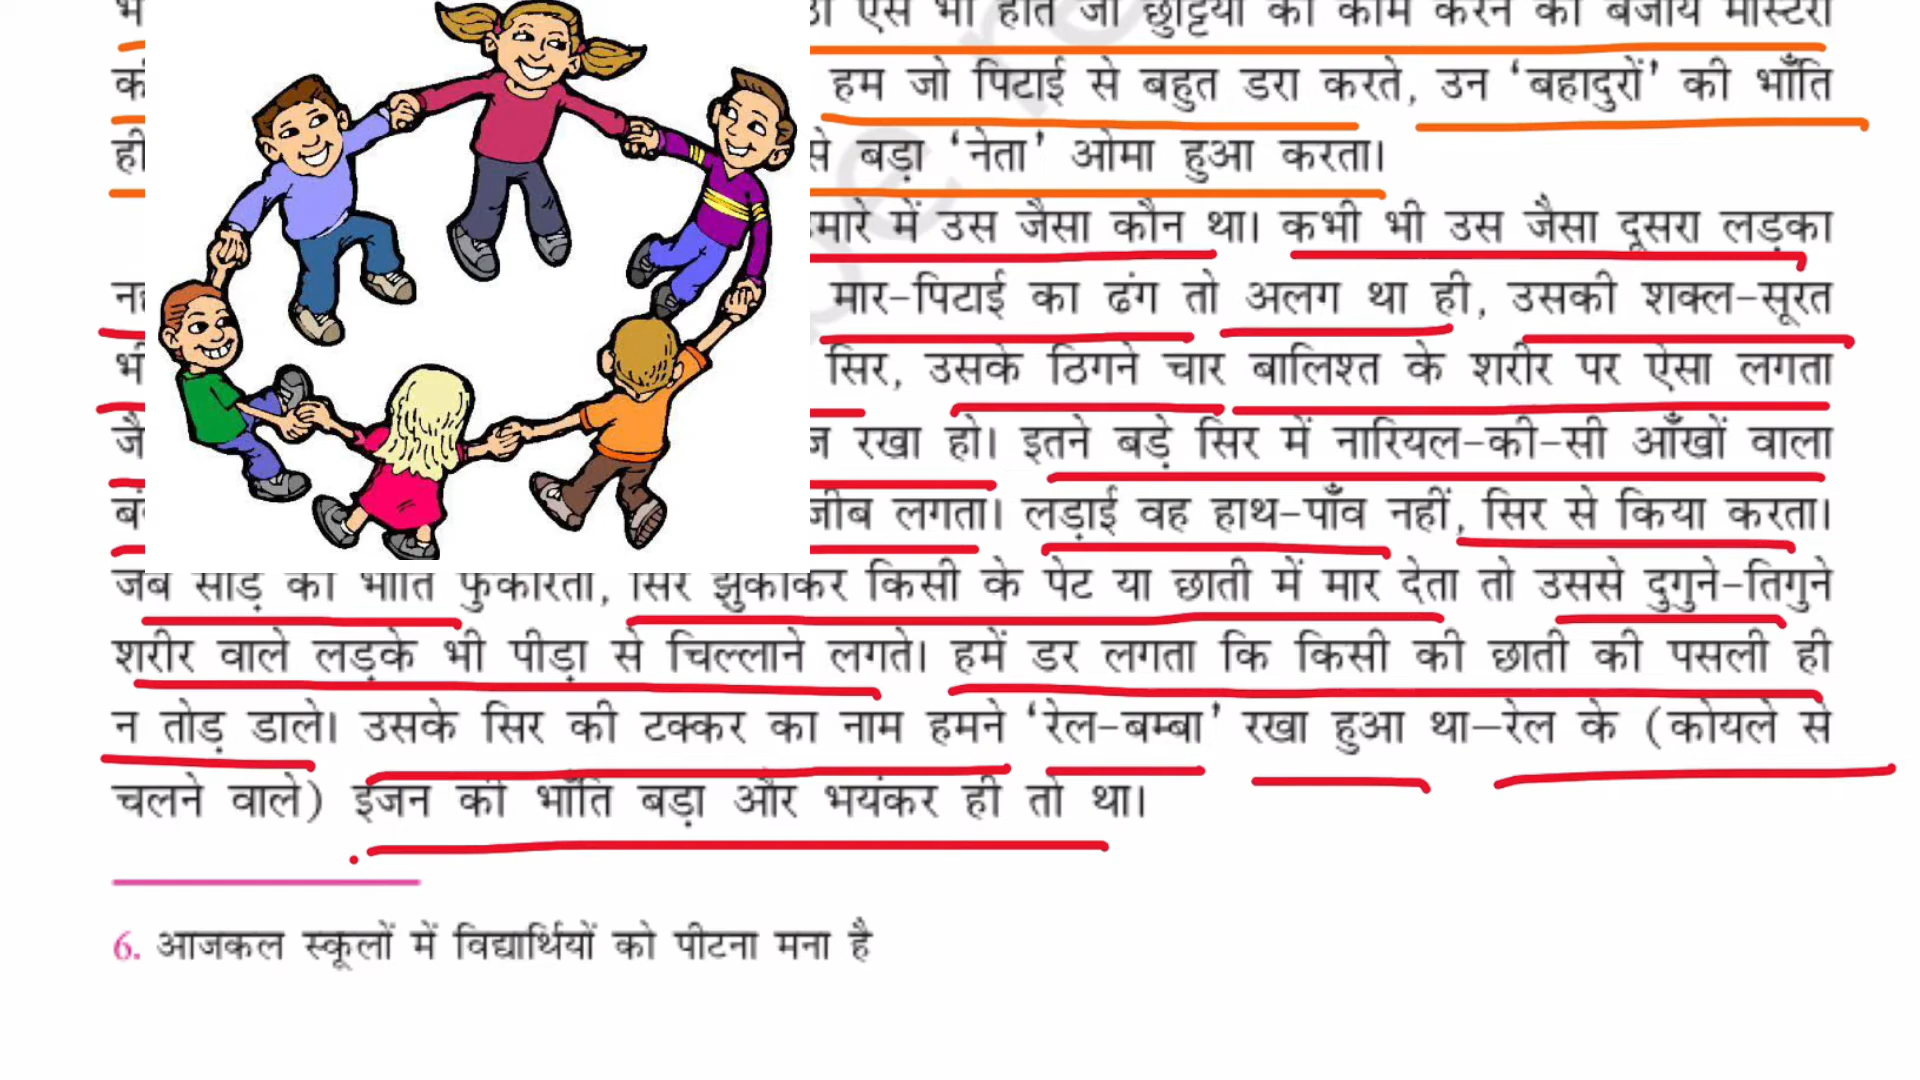 ऐसे भी होते जो छुट्टियों का काम करने की बजाय मास्टरों
हम जो पिटाई से बहुत डरा करते, उन ‘बहादुरों’ की भाँति
से बड़ा ‘नेता’ ओमा हुआ करता।
में उस जैसा कौन था। कभी भी उस जैसा दूसरा लड़का
मार-पिटाई का ढंग तो अलग था ही, उसकी शक्ल-सूरत
सिर, उसके ठिगने चार बालिश्त के शरीर पर ऐसा लगता
रखा हो। इतने बड़े सिर में नारियल-की-सी आँखों वाला
लगता। लड़ाई वह हाथ-पाँव नहीं, सिर से किया करता।
जब साँड़ की भाँति फुंकारता, सिर झुकाकर किसी के पेट या छाती में मार देता तो उससे दुगुने-तिगुने
शरीर वाले लड़के भी पीड़ा से चिल्लाने लगते। हमें डर लगता कि किसी की छाती की पसली ही
न तोड़ डाले। उसके सिर की टक्कर का नाम हमने ‘रेल-बम्बा’ रखा हुआ था—रेल के (कोयले से
चलने वाले) इंजन की भाँति बड़ा और भयंकर ही तो था।
6. आजकल स्कूलों में विद्यार्थियों को पीटना मना है